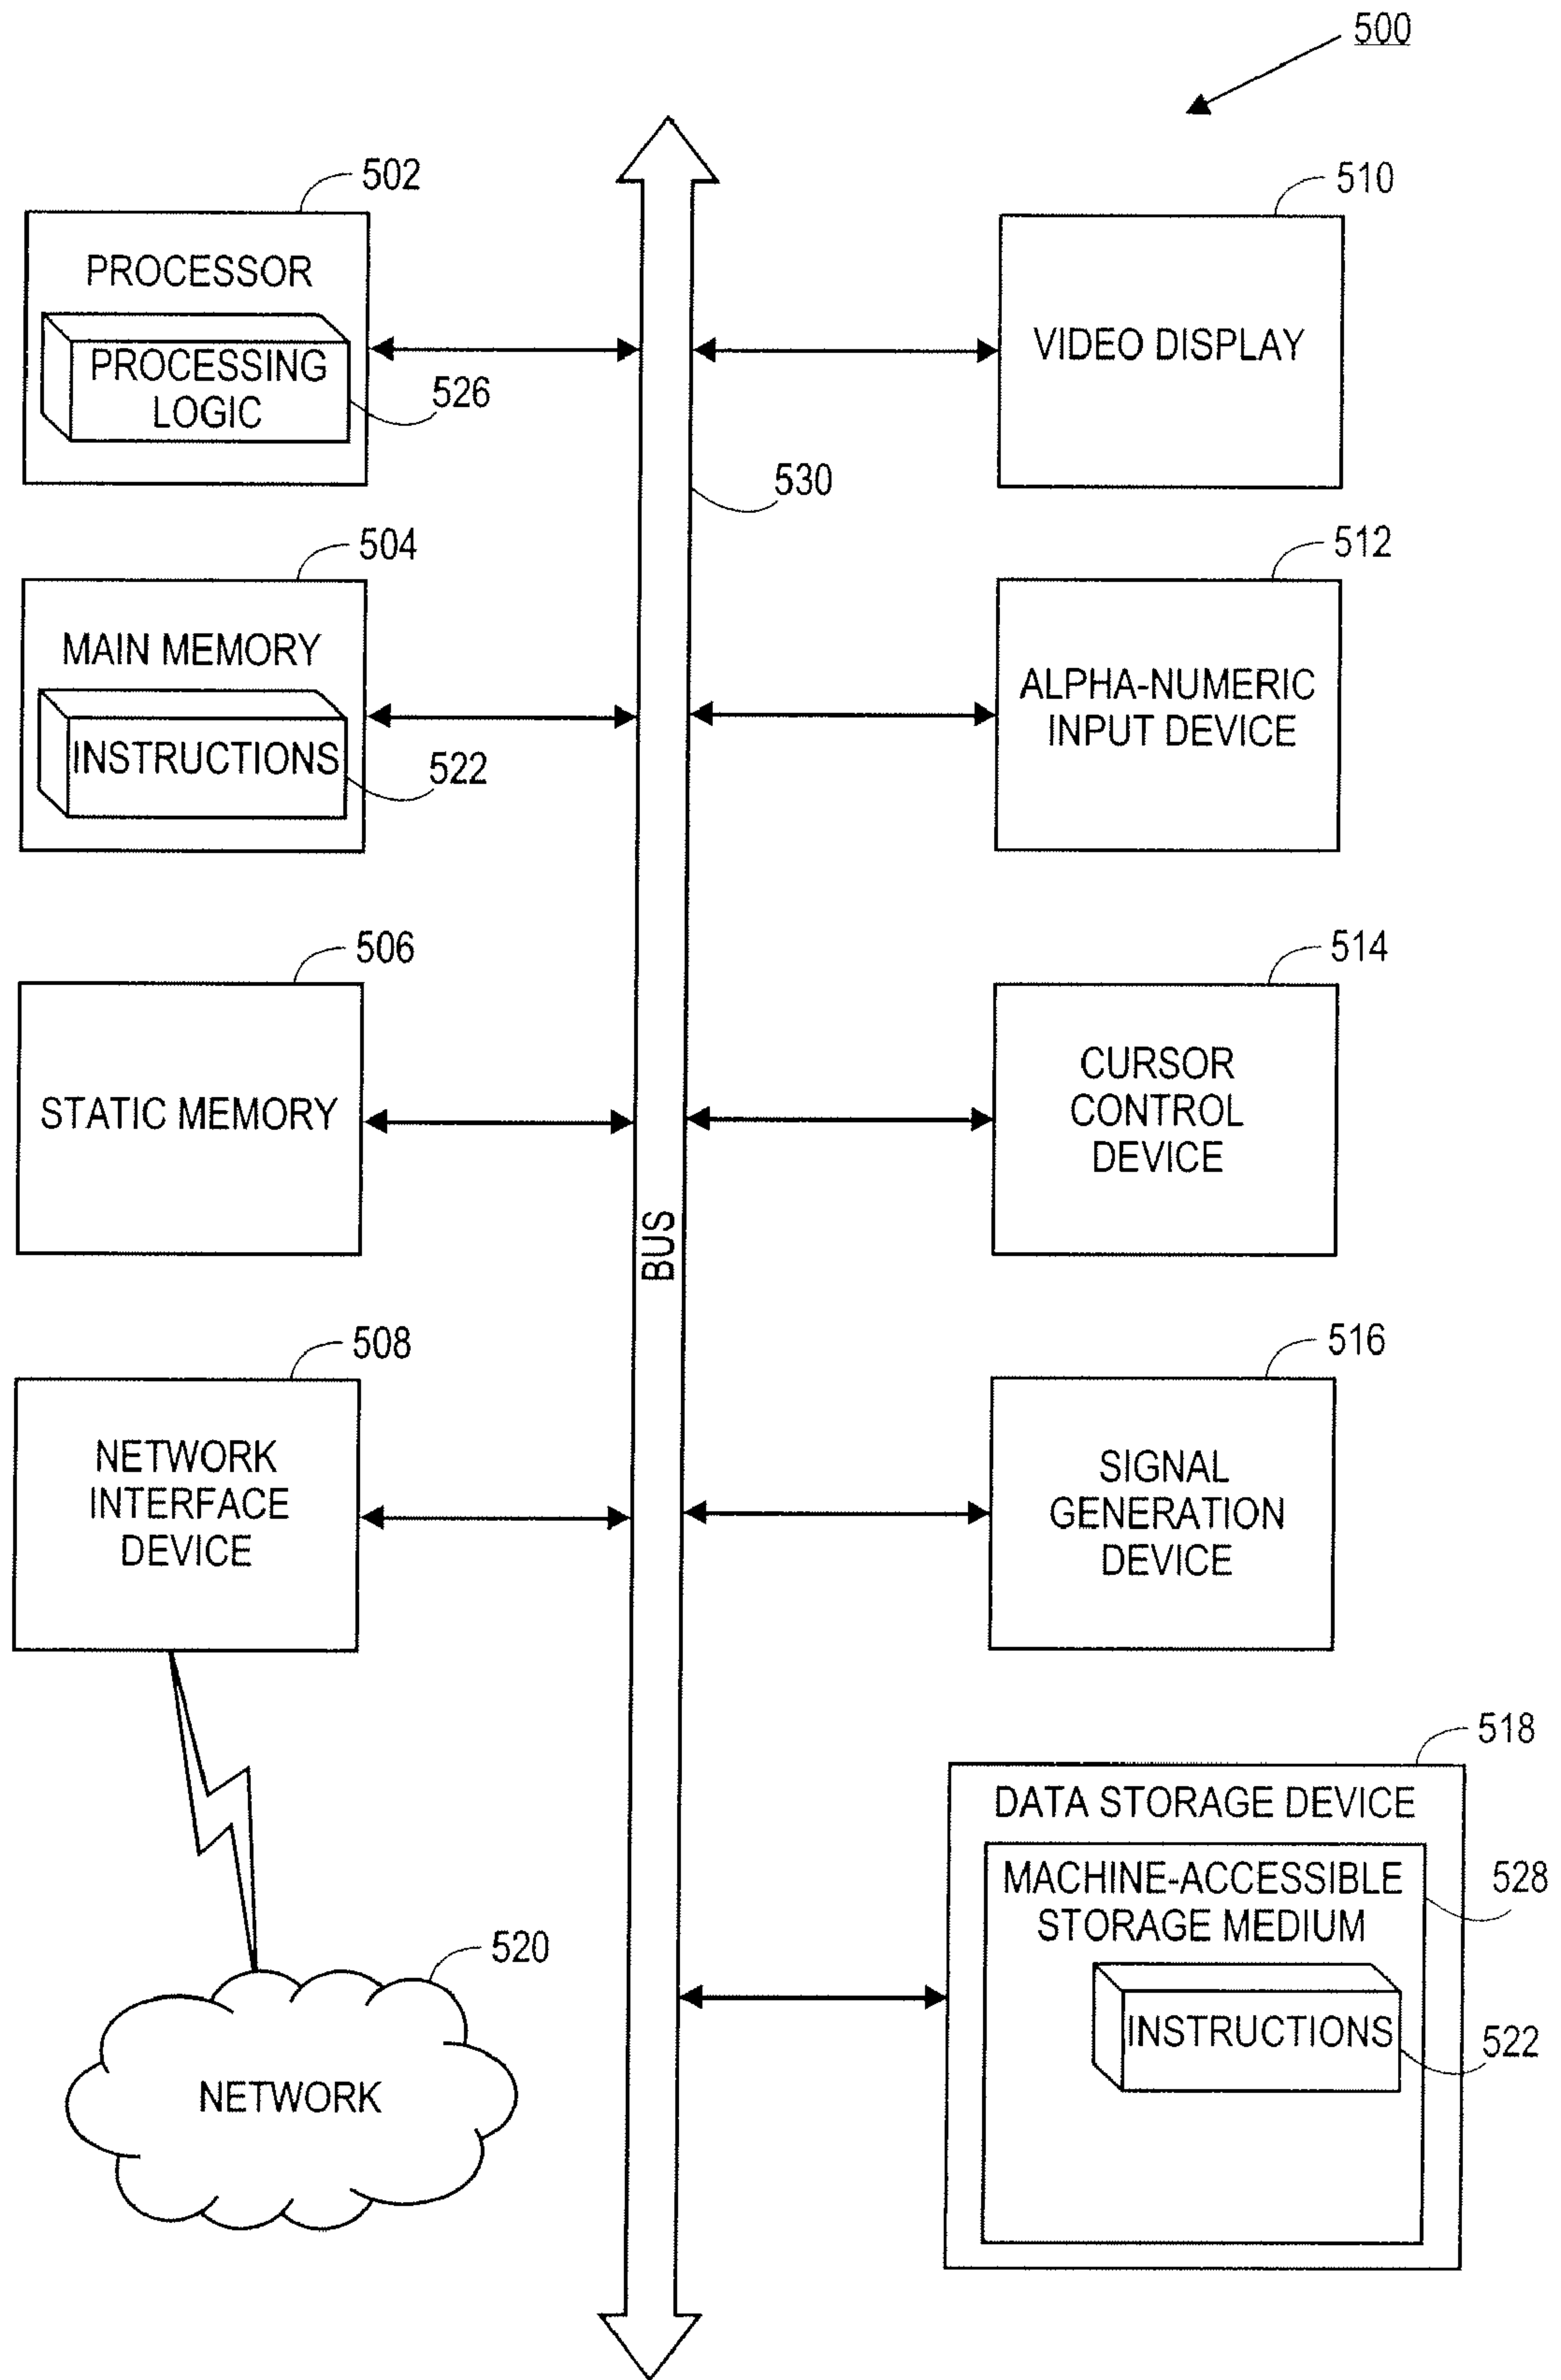 500
502
PROCESSOR
PROCESSING
LOGIC
526
510
VIDEO DISPLAY
530
504
MAIN MEMORY
INSTRUCTIONS
522
512
ALPHA-NUMERIC
INPUT DEVICE
506
STATIC MEMORY
514
CURSOR
CONTROL
DEVICE
BUS
508
NETWORK
INTERFACE
DEVICE
516
SIGNAL
GENERATION
DEVICE
518
DATA STORAGE DEVICE
MACHINE-ACCESSIBLE
STORAGE MEDIUM
528
INSTRUCTIONS
522
520
NETWORK